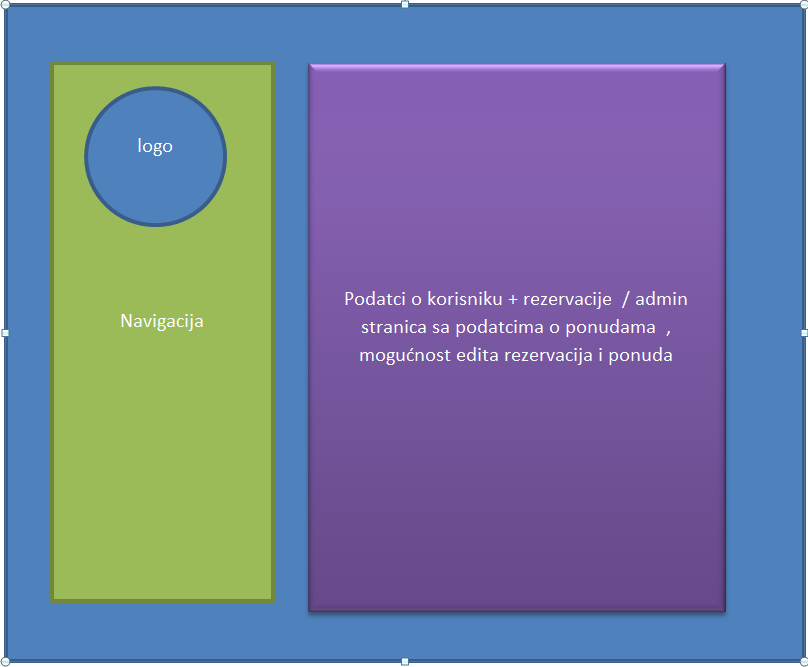 logo
Navigacija
Podatci o korisniku + rezervacije / admin
stranica sa podatcima o ponudama ,
mogućnost edita rezervacija i ponuda